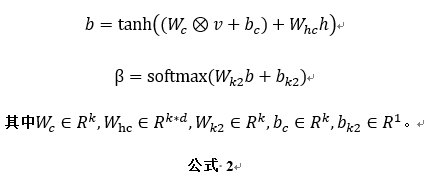 b = tanh((W_c ⊗ v + b_c) + W_hc h)
β = softmax(W_k2 b + b_k2)
其中W_c ∈ R^k, W_hc ∈ R^{k*d}, W_k2 ∈ R^k, b_c ∈ R^k, b_k2 ∈ R^1。
公式 2